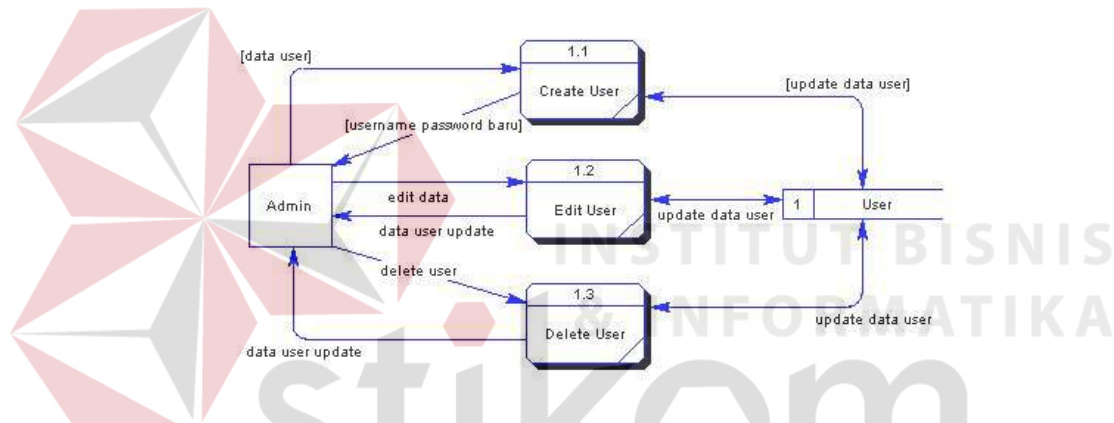 [data user]
1.1
Create User
[update data user]
[username password baru]
1.2
Admin
edit data
Edit User
update data user
1
User
data user update
INSTITUT BISNIS
delete user
1.3
& INFORMATIKA
Delete User
update data user
data user update
stikom